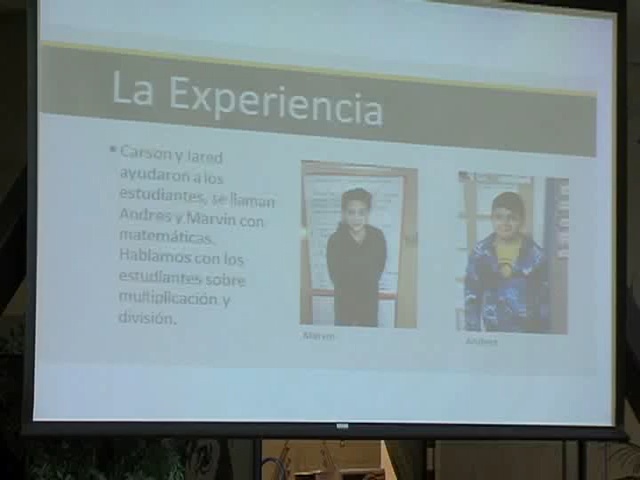 La Experiencia
Carson y Jared
ayudaron a los
estudiantes, se llaman
Andres y Marvin con
matemáticas.
Hablamos con los
estudiantes sobre
multiplicación y
división.
Marvin
Andres